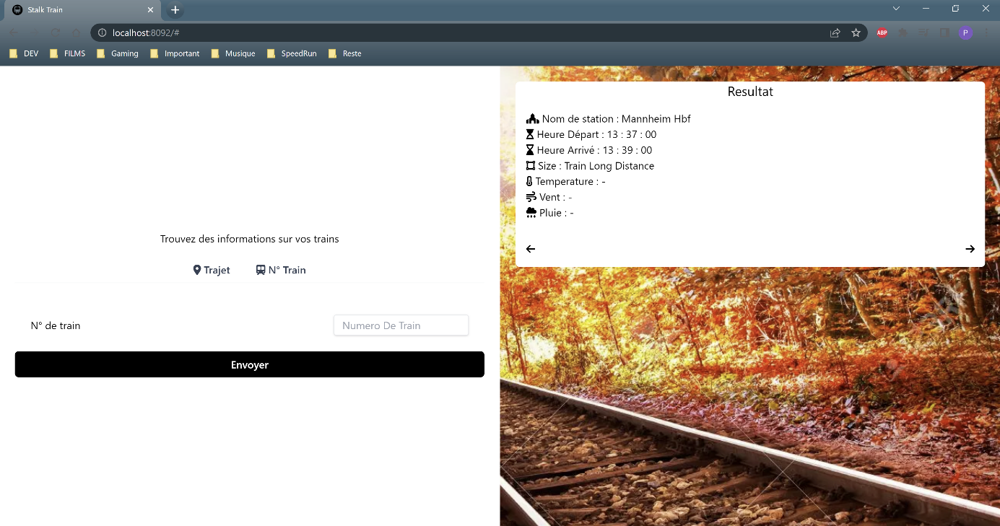 Stalk Train
localhost:8092/#
ABP
P
DEV FILMS Gaming Important Musique SpeedRun Reste
Trouvez des informations sur vos trains
Trajet N° Train
N° de train Numero De Train
Envoyer
Resultat
Nom de station : Mannheim Hbf
Heure Départ : 13 : 37 : 00
Heure Arrivé : 13 : 39 : 00
Size : Train Long Distance
Temperature : -
Vent : -
Pluie : -